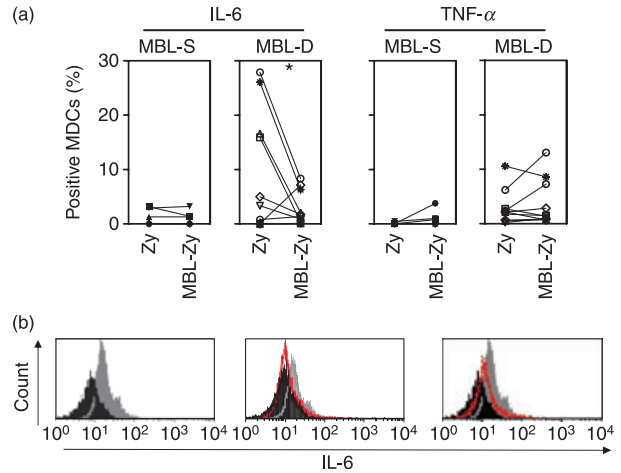 (a)
IL-6
TNF-α
MBL-S
MBL-D
MBL-S
MBL-D
*
Positive MDCs (%)
30
20
10
0
Zy
MBL-Zy
Zy
MBL-Zy
Zy
MBL-Zy
Zy
MBL-Zy
(b)
Count
10⁰ 10¹ 10² 10³ 10⁴
10⁰ 10¹ 10² 10³ 10⁴
10⁰ 10¹ 10² 10³ 10⁴
IL-6